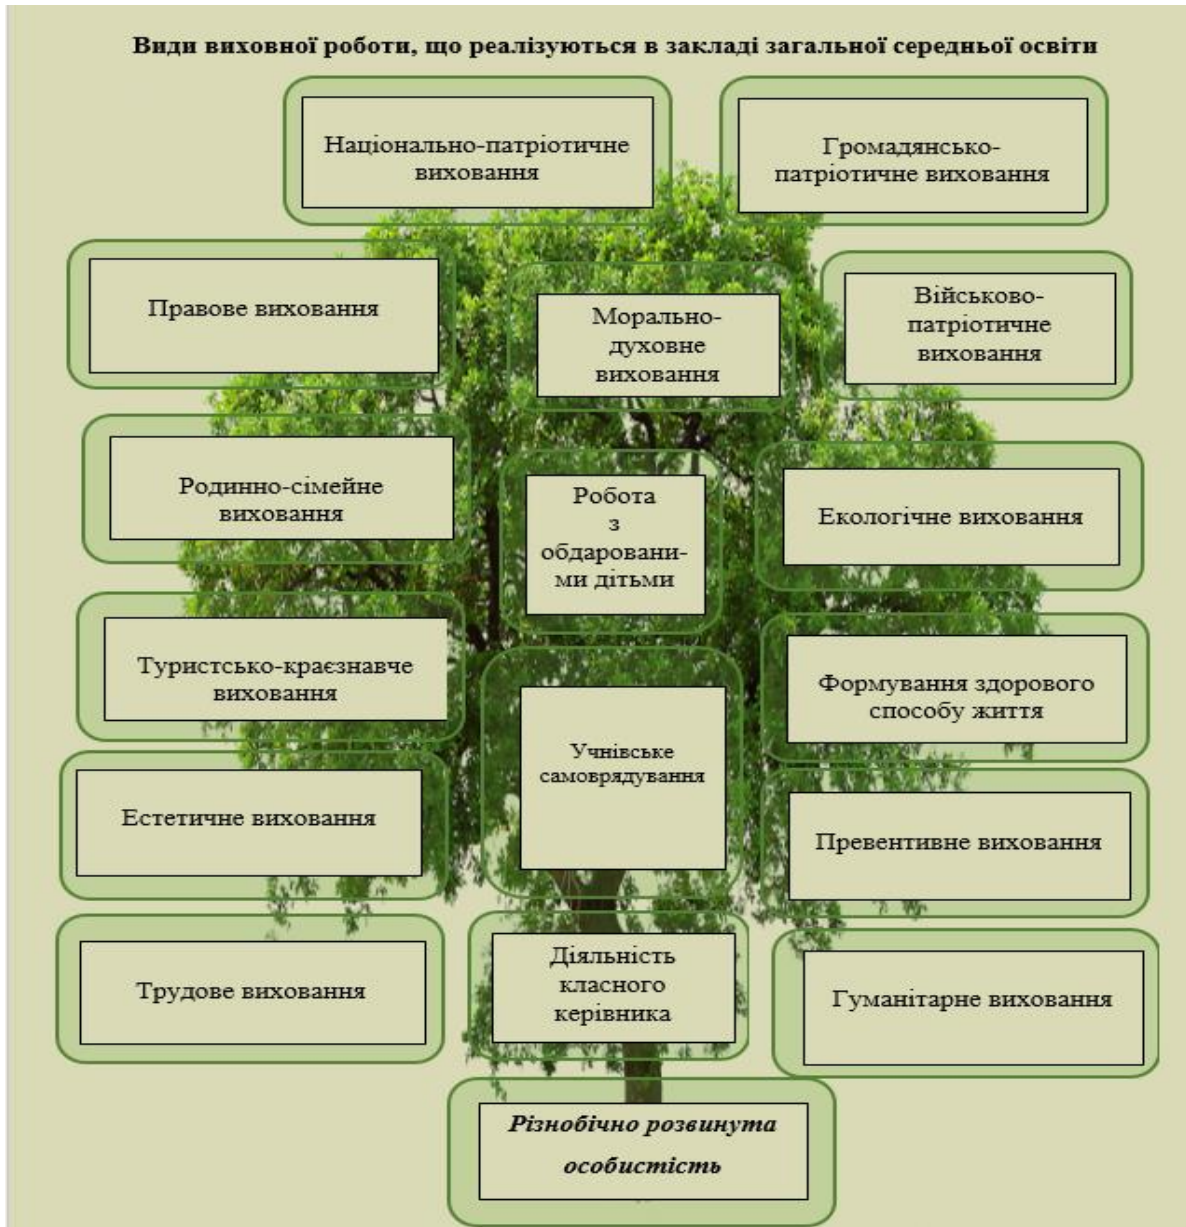 Види виховної роботи, що реалізуються в закладі загальної середньої освіти
Національно-патріотичне
виховання
Громадянсько-
патріотичне виховання
Правове виховання
Морально-
духовне
виховання
Військово-
патріотичне
виховання
Родинно-сімейне
виховання
Робота
з
обдаровани-
ми дітьми
Екологічне виховання
Туристсько-краєзнавче
виховання
Формування здорового
способу життя
Учнівське
самоврядування
Естетичне виховання
Превентивне виховання
Трудове виховання
Діяльність
класного
керівника
Гуманітарне виховання
Різнобічно розвинута
особистість